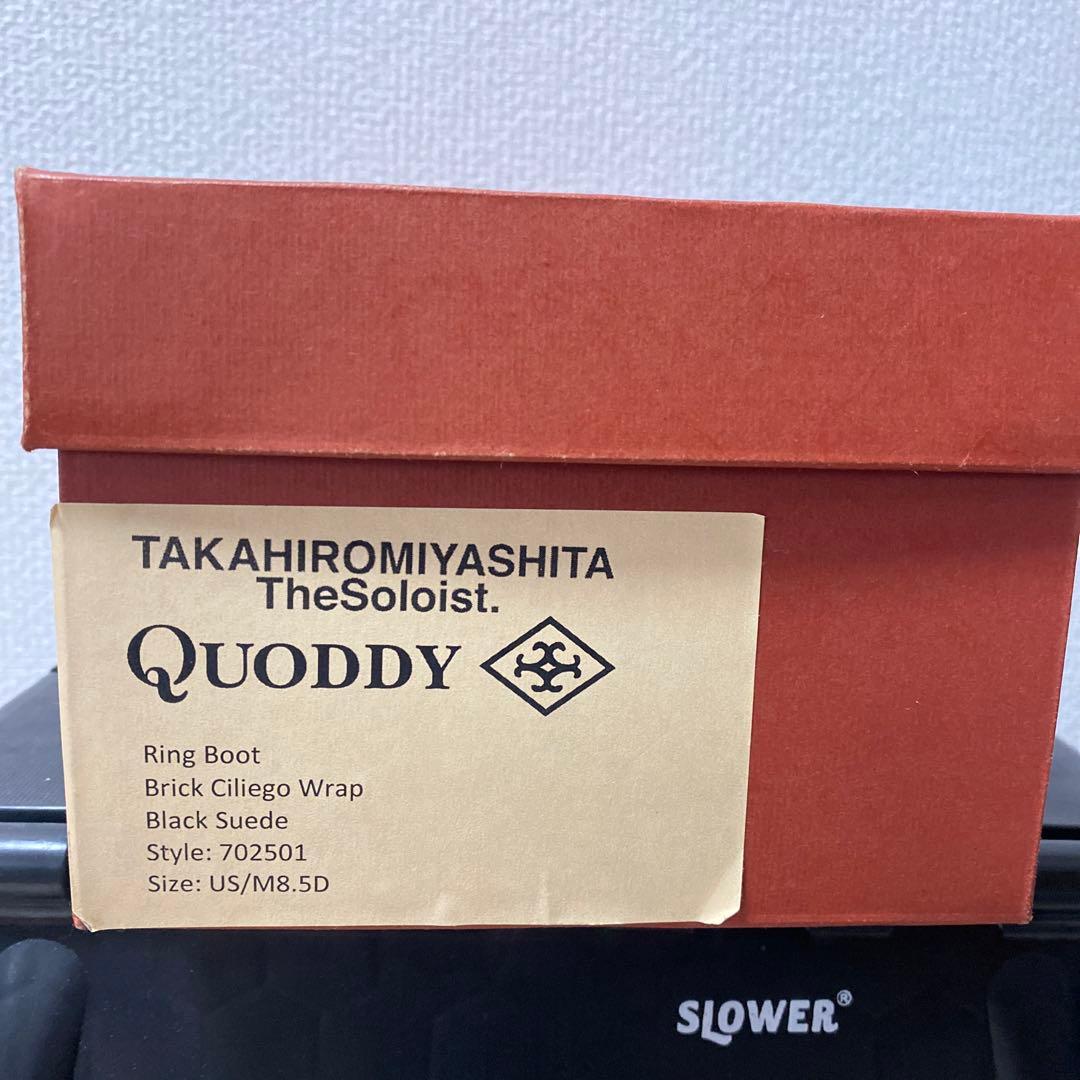 TAKAHIROMIYASHITA
TheSoloist.
QUODDY
Ring Boot
Brick Ciliego Wrap
Black Suede
Style: 702501
Size: US/M8.5D
SLOWER®